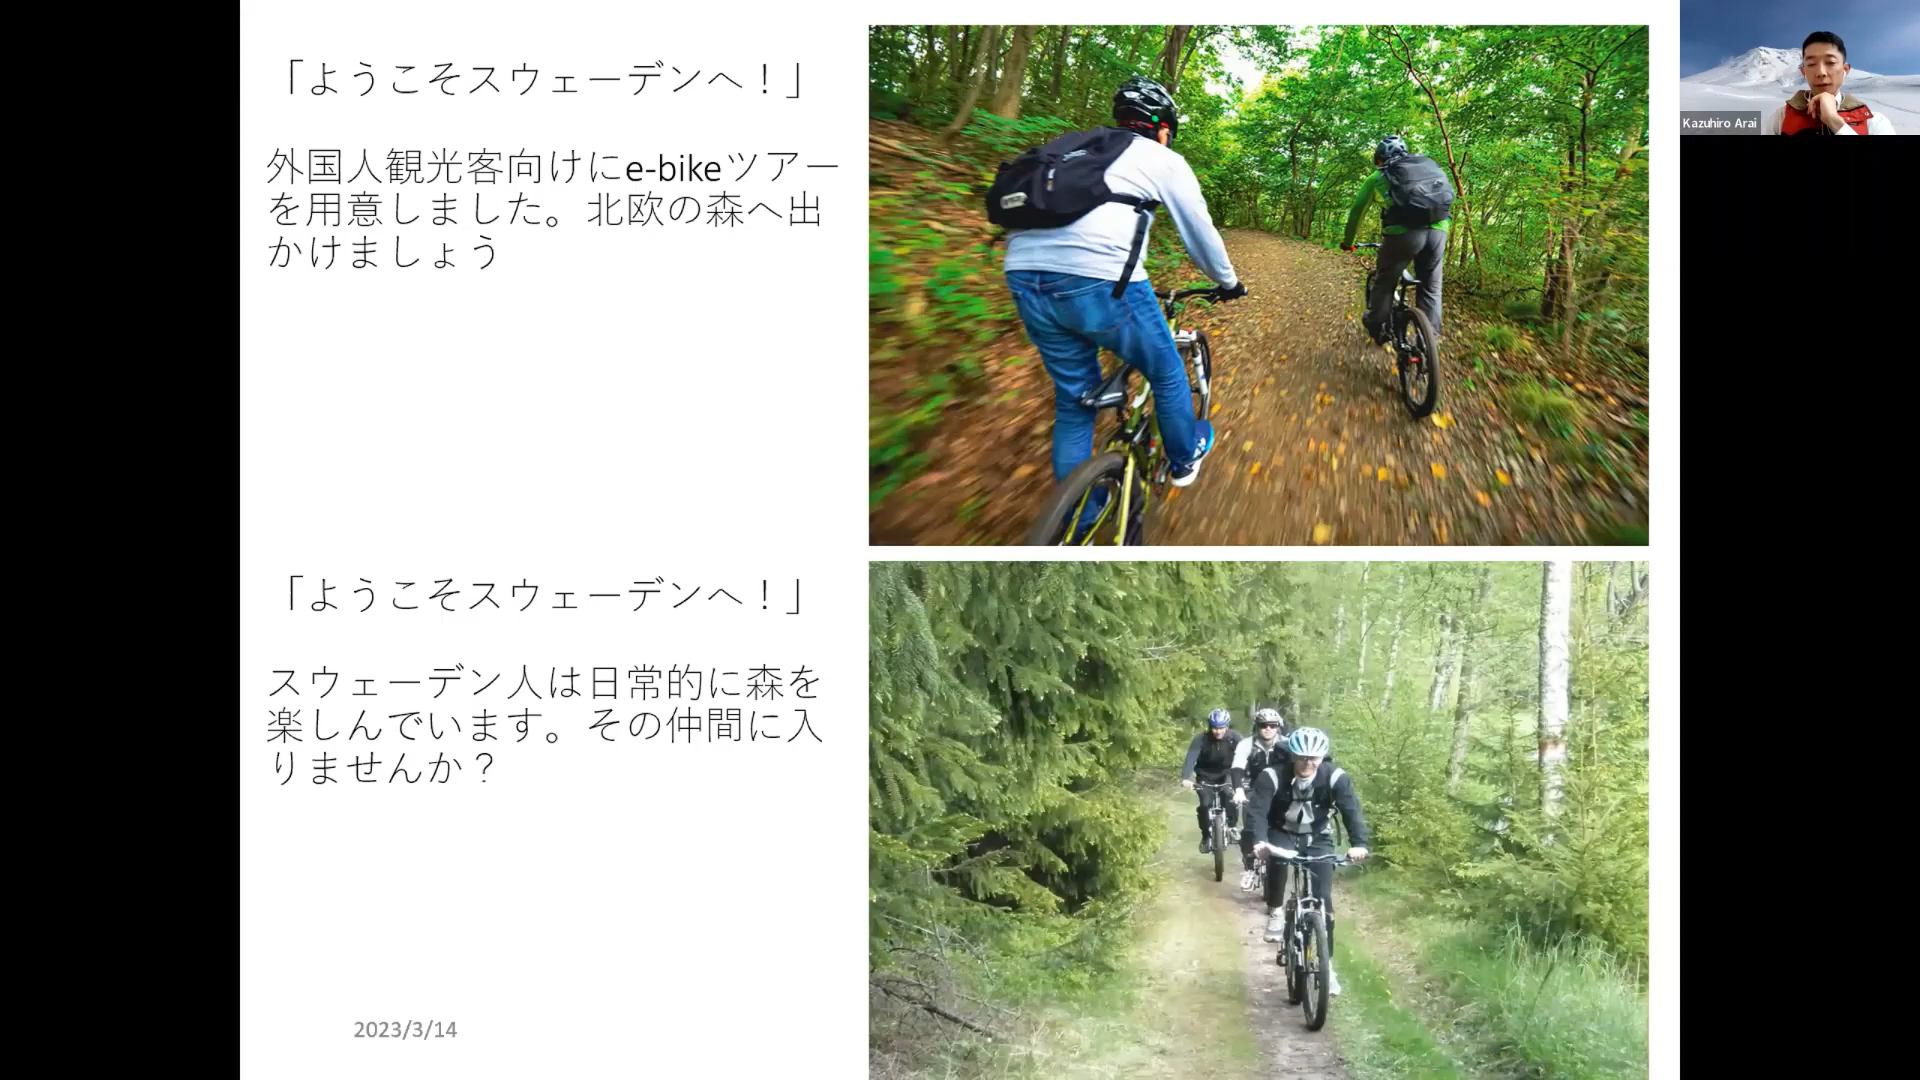 「ようこそスウェーデンへ！」
外国人観光客向けにe-bikeツアー
を用意しました。北欧の森へ出
かけましょう
「ようこそスウェーデンへ！」
スウェーデン人は日常的に森を
楽しんでいます。その仲間に入
りませんか？
2023/3/14
Kazuhiro Arai